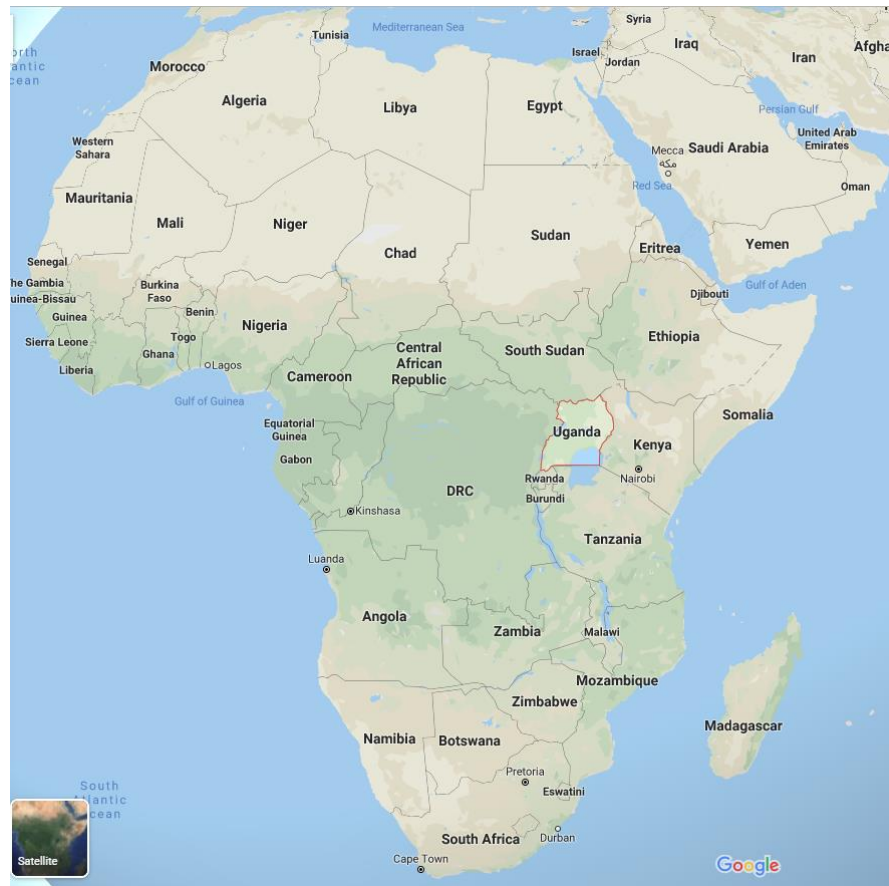 Syria
Mediterranean Sea
Tunisia
Iraq
Afgha
Israel
Iran
Jordan
orth
antic
cean
Morocco
Algeria
Libya
Egypt
Persian Gulf
Western
Sahara
United Arab
Emirates
Mecca
مكة
Saudi Arabia
Red Sea
Oman
Mauritania
Mali
Niger
Chad
Sudan
Eritrea
Yemen
Senegal
he Gambia
uinea-Bissau
Burkina
Faso
Djibouti
Gulf of Aden
Guinea
Benin
Nigeria
Togo
Ethiopia
Sierra Leone
Ghana
Lagos
Liberia
Central
African
Republic
South Sudan
Cameroon
Gulf of Guinea
Somalia
Equatorial
Guinea
Uganda
Kenya
Gabon
Rwanda
Nairobi
DRC
Burundi
Kinshasa
Tanzania
Luanda
Angola
Zambia
Malawi
Mozambique
Zimbabwe
Madagascar
Namibia
Botswana
Pretoria
Eswatini
South
Atlantic
cean
Satellite
South Africa
Durban
Cape Town
Google